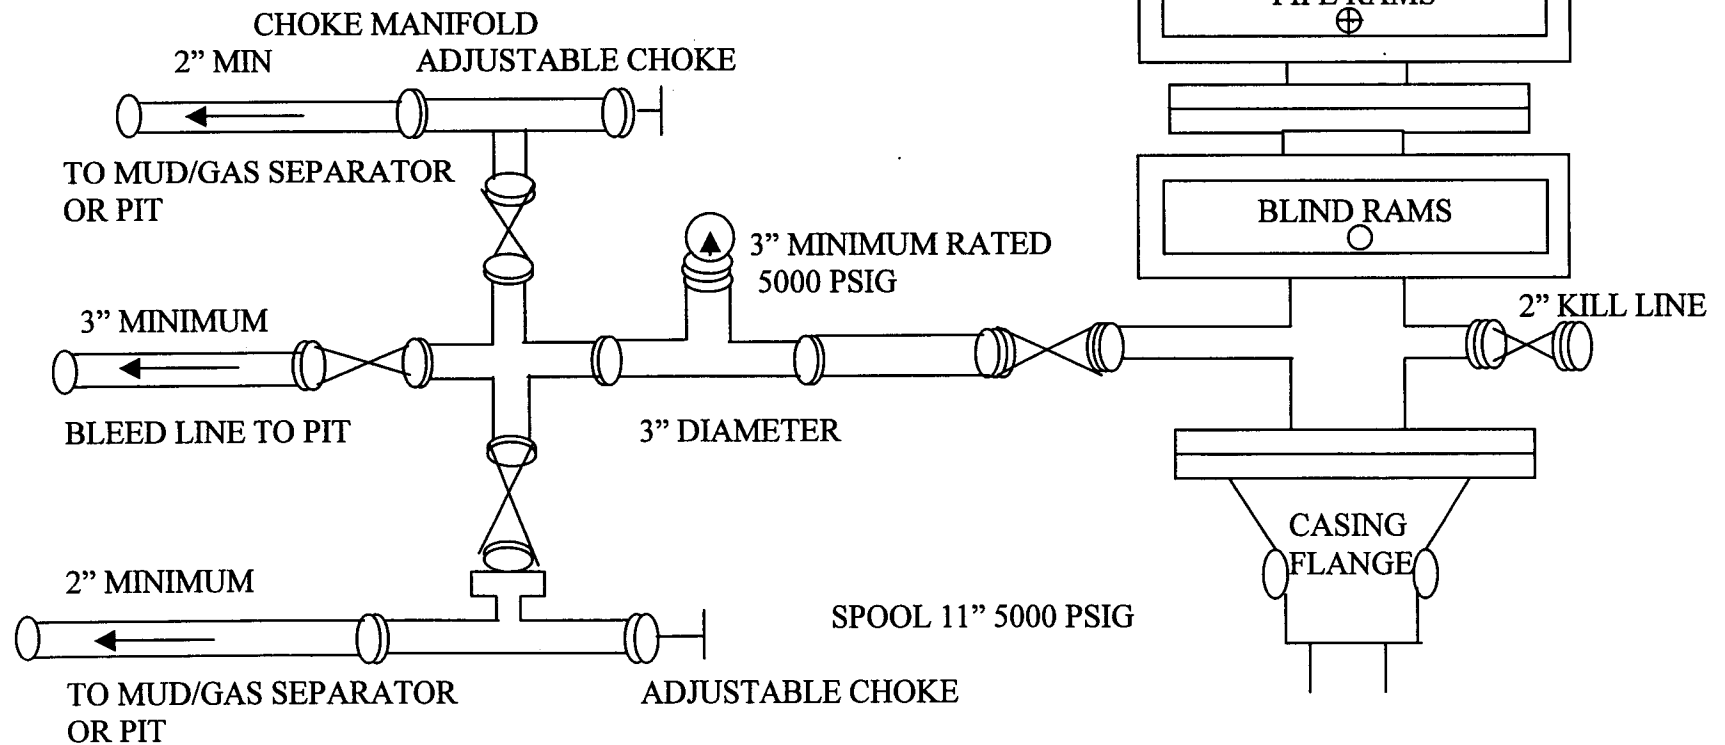 CHOKE MANIFOLD
2” MIN
ADJUSTABLE CHOKE
TO MUD/GAS SEPARATOR
OR PIT
PIPE RAMS
BLIND RAMS
3” MINIMUM RATED
5000 PSIG
3” MINIMUM
2” KILL LINE
BLEED LINE TO PIT
3” DIAMETER
CASING
FLANGE
2” MINIMUM
SPOOL 11” 5000 PSIG
TO MUD/GAS SEPARATOR
OR PIT
ADJUSTABLE CHOKE